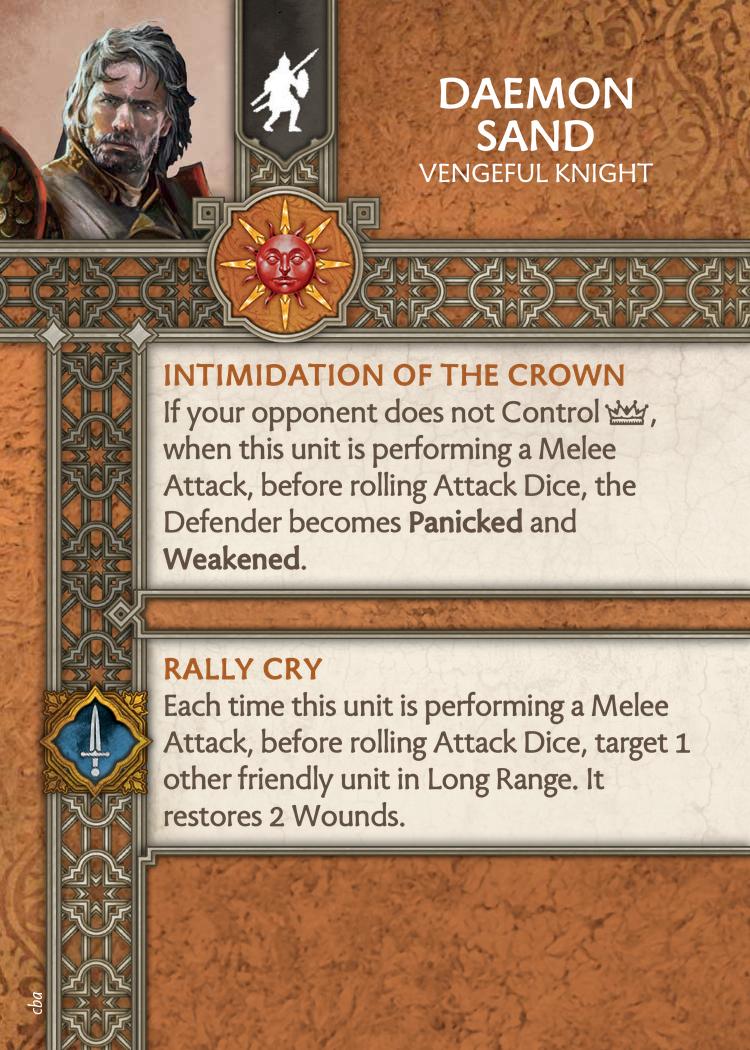 DAEMON
SAND
VENGEFUL KNIGHT
INTIMIDATION OF THE CROWN
If your opponent does not Control ,
when this unit is performing a Melee
Attack, before rolling Attack Dice, the
Defender becomes Panicked and
Weakened.
RALLY CRY
Each time this unit is performing a Melee
Attack, before rolling Attack Dice, target 1
other friendly unit in Long Range. It
restores 2 Wounds.
cba